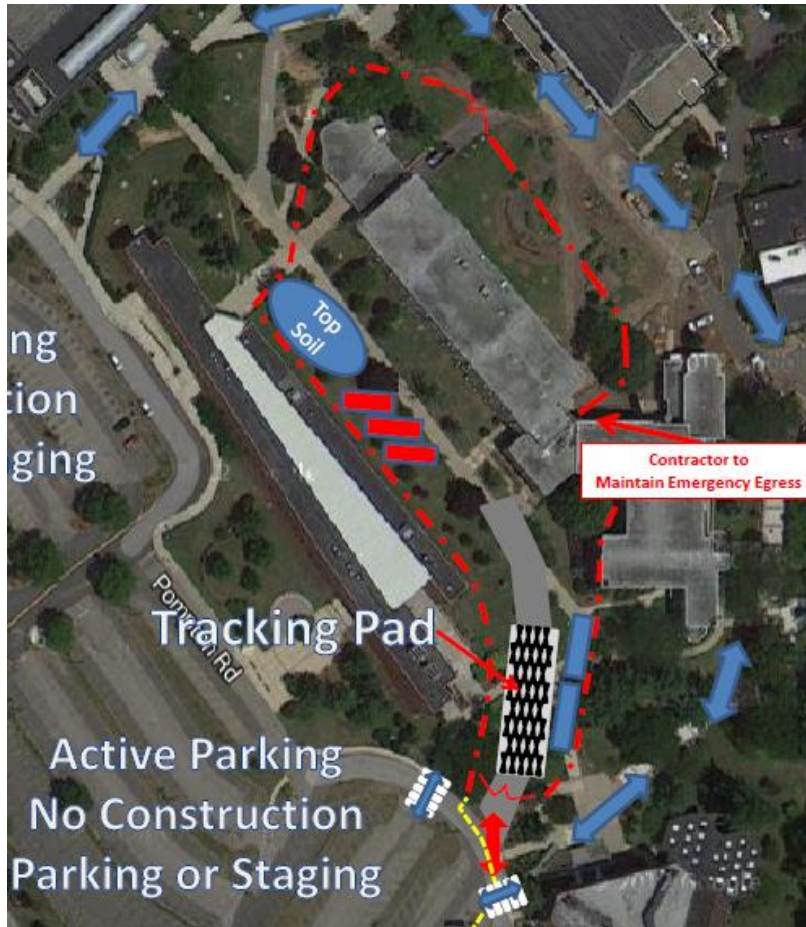 Top
Soil
ng
tion
ging
Contractor to
Maintain Emergency Egress
Tracking Pad
Active Parking
No Construction
Parking or Staging